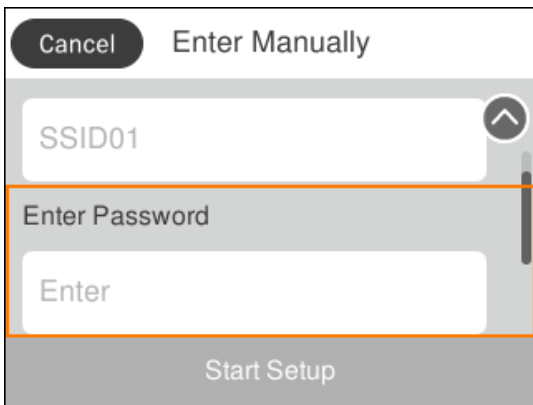 Cancel Enter Manually
SSID01
Enter Password
Enter
Start Setup